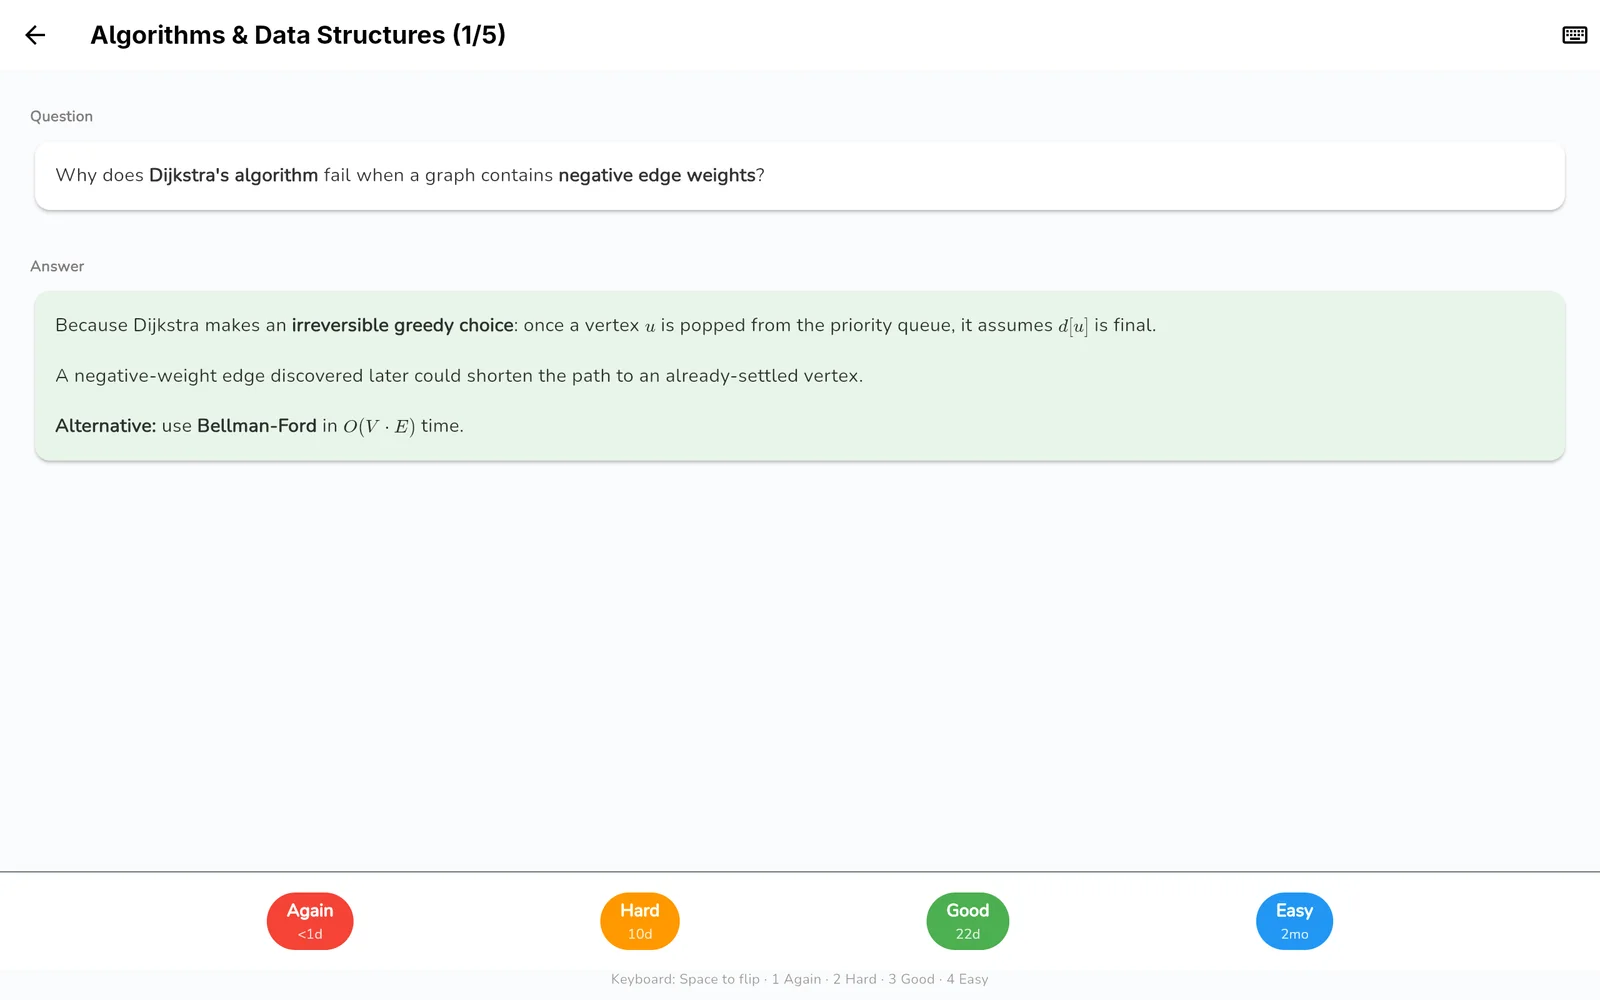 Algorithms & Data Structures (1/5)
Question
Why does Dijkstra's algorithm fail when a graph contains negative edge weights?
Answer
Because Dijkstra makes an irreversible greedy choice: once a vertex u is popped from the priority queue, it assumes d[u] is final.
A negative-weight edge discovered later could shorten the path to an already-settled vertex.
Alternative: use Bellman-Ford in O(V · E) time.
Again
<1d
Hard
10d
Good
22d
Easy
2mo
Keyboard: Space to flip · 1 Again · 2 Hard · 3 Good · 4 Easy